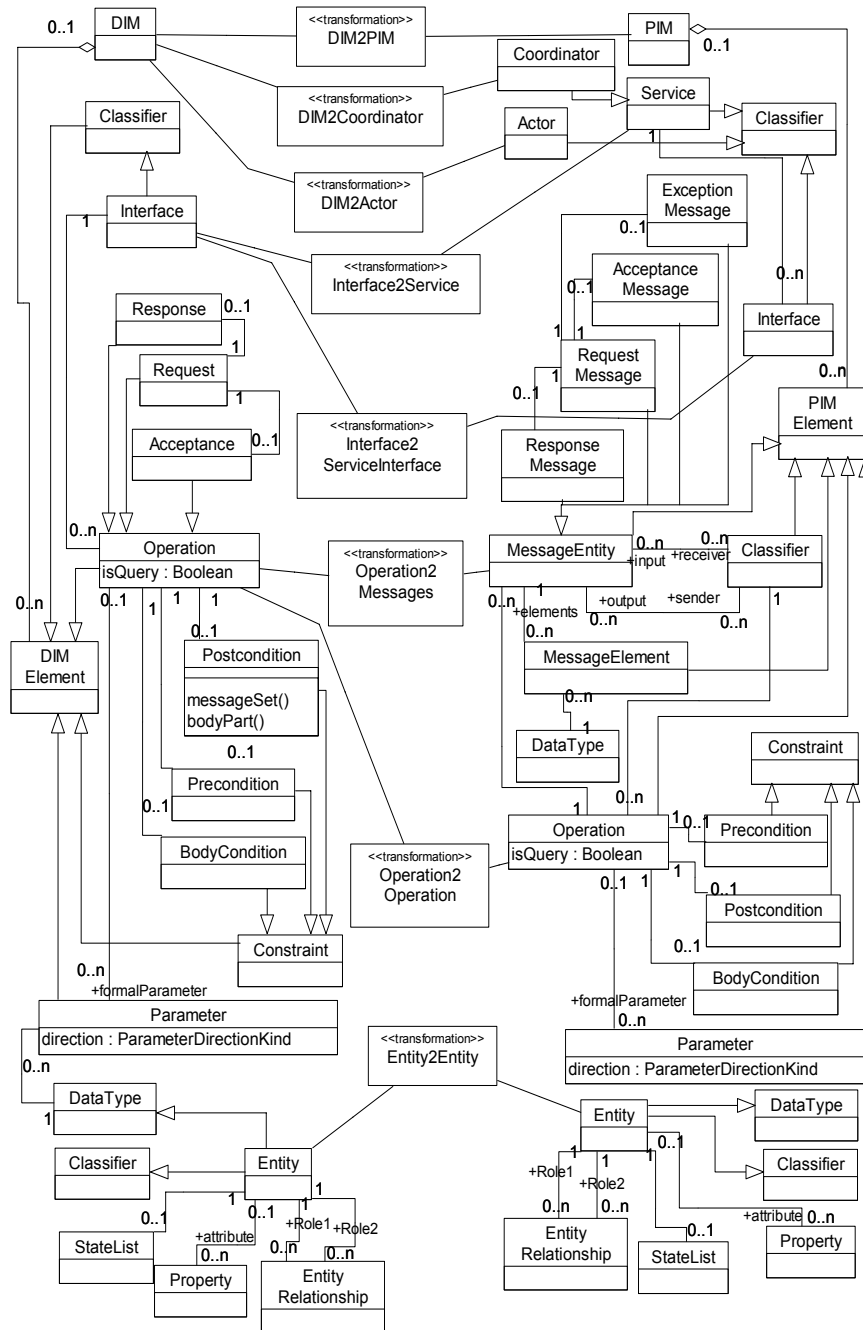 0..1
DIM
<<transformation>>
DIM2PIM
PIM
0..1
Coordinator
<<transformation>>
DIM2Coordinator
Service
1
Classifier
Classifier
Actor
<<transformation>>
DIM2Actor
Exception
Message
0..1
Interface
1
<<transformation>>
Interface2Service
Acceptance
Message
0..1
0..n
Interface
Response
0..1
1
Request
1
1
1
Request
Message
1
0..1
0..n
PIM
Element
Acceptance
0..1
<<transformation>>
Interface2
ServiceInterface
Response
Message
0..n
Operation
isQuery : Boolean
<<transformation>>
Operation2
Messages
MessageEntity
0..n
+input
0..n
+receiver
Classifier
0..n
0..1
1
1
1
0..1
0..n
1
+elements
0..n
+output
0..n
+sender
0..n
1
DIM
Element
Postcondition
messageSet()
bodyPart()
MessageElement
0..n
1
DataType
Constraint
0..1
Precondition
0..1
BodyCondition
1
0..n
Operation
isQuery : Boolean
1
0..1
Precondition
<<transformation>>
Operation2
Operation
0..1
1
1
0..1
Postcondition
Constraint
0..1
BodyCondition
0..n
+formalParameter
Parameter
direction : ParameterDirectionKind
+formalParameter
0..n
Parameter
direction : ParameterDirectionKind
<<transformation>>
Entity2Entity
0..n
1
DataType
Entity
DataType
Classifier
Entity
1
1
1
0..1
Classifier
+Role1
+Role2
0..n
0..n
1
0..1
1
1
0..1
+attribute
0..n
+Role1
+Role2
0..n
0..n
StateList
Property
Entity
Relationship
Entity
Relationship
0..1
StateList
+attribute
0..n
Property